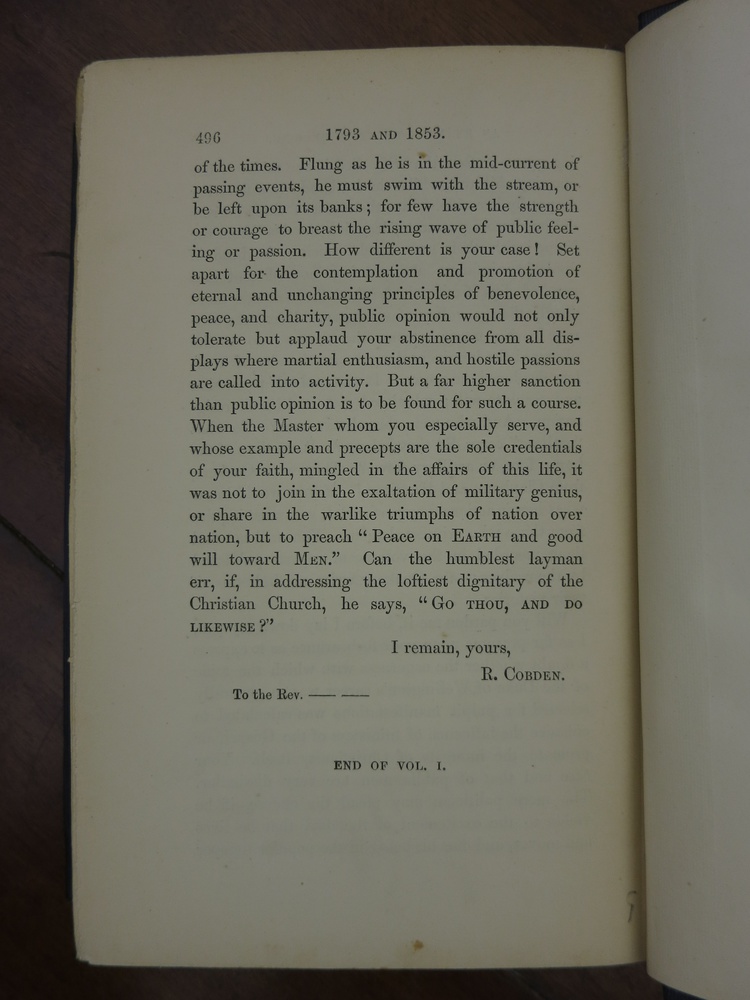 496 1793 AND 1853.
of the times. Flung as he is in the mid-current of
passing events, he must swim with the stream, or
be left upon its banks; for few have the strength
or courage to breast the rising wave of public feel-
ing or passion. How different is your case! Set
apart for the contemplation and promotion of
eternal and unchanging principles of benevolence,
peace, and charity, public opinion would not only
tolerate but applaud your abstinence from all dis-
plays where martial enthusiasm, and hostile passions
are called into activity. But a far higher sanction
than public opinion is to be found for such a course.
When the Master whom you especially serve, and
whose example and precepts are the sole credentials
of your faith, mingled in the affairs of this life, it
was not to join in the exaltation of military genius,
or share in the warlike triumphs of nation over
nation, but to preach “Peace on EARTH and good
will toward MEN.” Can the humblest layman
err, if, in addressing the loftiest dignitary of the
Christian Church, he says, “GO THOU, AND DO
LIKEWISE?”
I remain, yours,
R. COBDEN.
To the Rev. —— ——
END OF VOL. I.